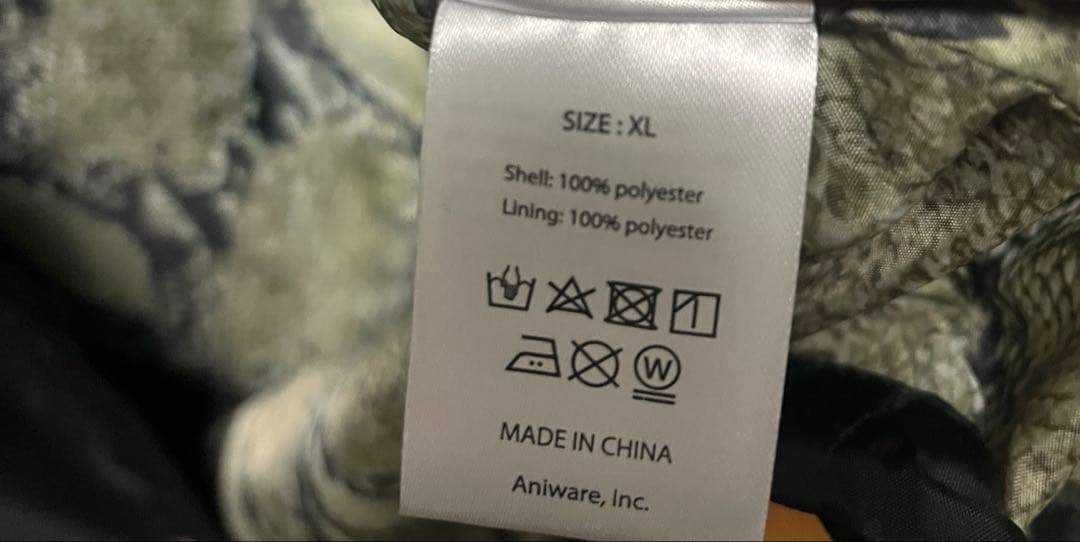 SIZE : XL
Shell: 100% polyester
Lining: 100% polyester
W
MADE IN CHINA
Aniware, Inc.